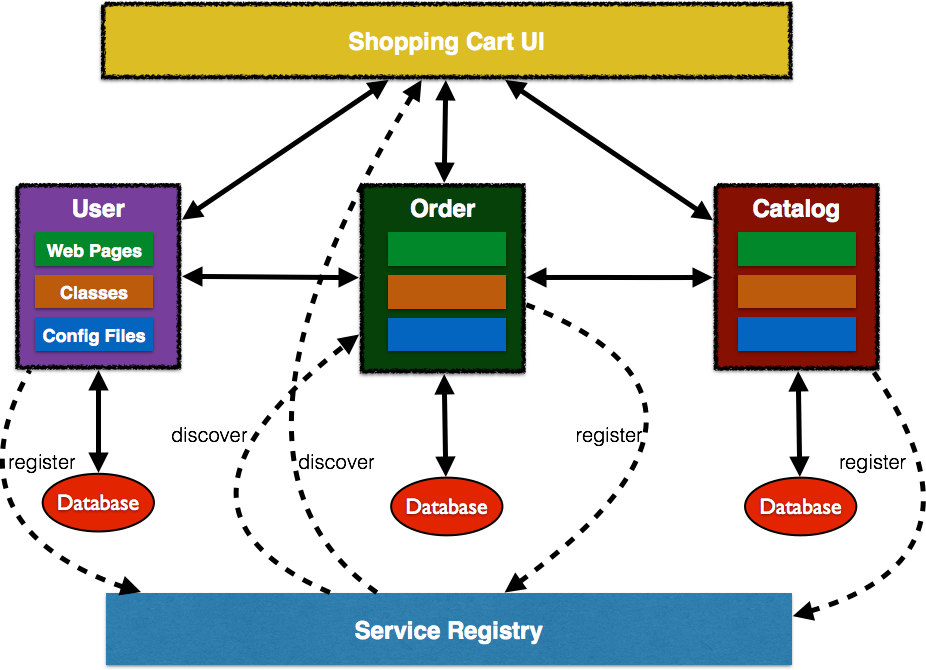 Shopping Cart UI
User
Order
Catalog
Web Pages
Classes
Config Files
discover
register
register
discover
register
Database
Database
Database
Service Registry